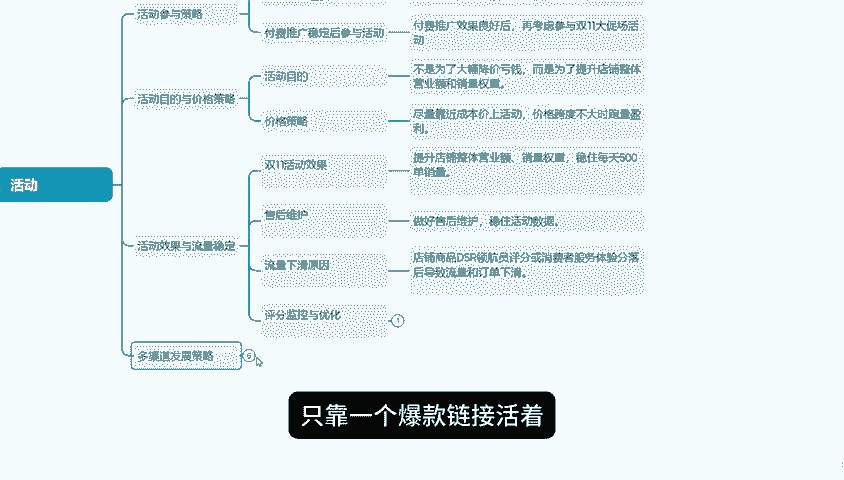 活动参与策略
付费推广稳定后参与活动
付费推广效果良好后，再考虑参与双11大促场活
动
活动
活动目的与价格策略
活动目的
不是为了大幅降价亏钱，而是为了提升店铺整体
营业额和销量权重。
价格策略
尽量靠近成本价上活动，价格跨度不大时跑量盈
利。
活动效果与流量稳定
双11活动效果
提升店铺整体营业额、销量权重，稳住每天500
单销量。
售后维护
做好售后维护，稳住活动数据。
流量下滑原因
店铺商品DSR领航员评分或消费者服务体验分落
后导致流量和订单下滑。
评分监控与优化
1
多渠道发展策略
6
只靠一个爆款链接活着